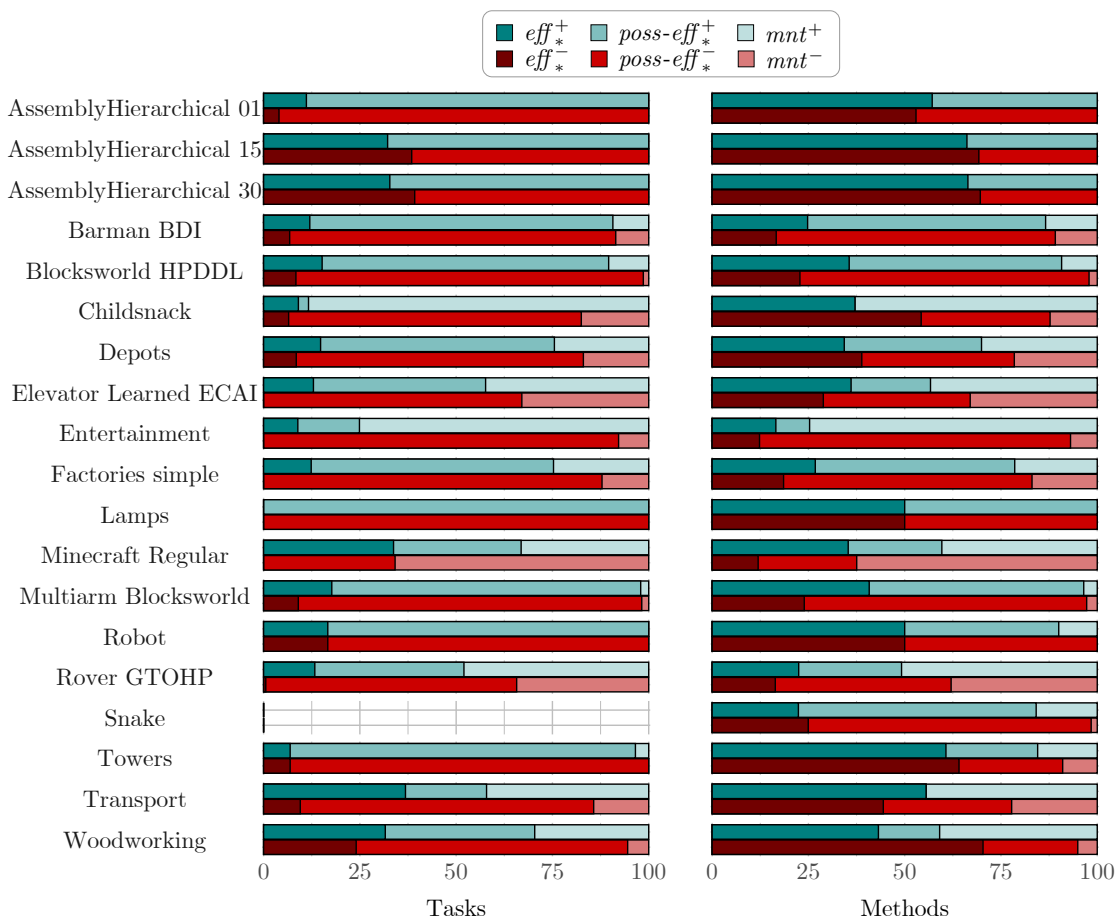 eff⁺∗ poss-eff⁺∗ mnt⁺
eff⁻∗ poss-eff⁻∗ mnt⁻
AssemblyHierarchical 01
AssemblyHierarchical 15
AssemblyHierarchical 30
Barman BDI
Blocksworld HPDDL
Childsnack
Depots
Elevator Learned ECAI
Entertainment
Factories simple
Lamps
Minecraft Regular
Multiarm Blocksworld
Robot
Rover GTOHP
Snake
Towers
Transport
Woodworking
0 25 50 75 100 0 25 50 75 100
Tasks Methods